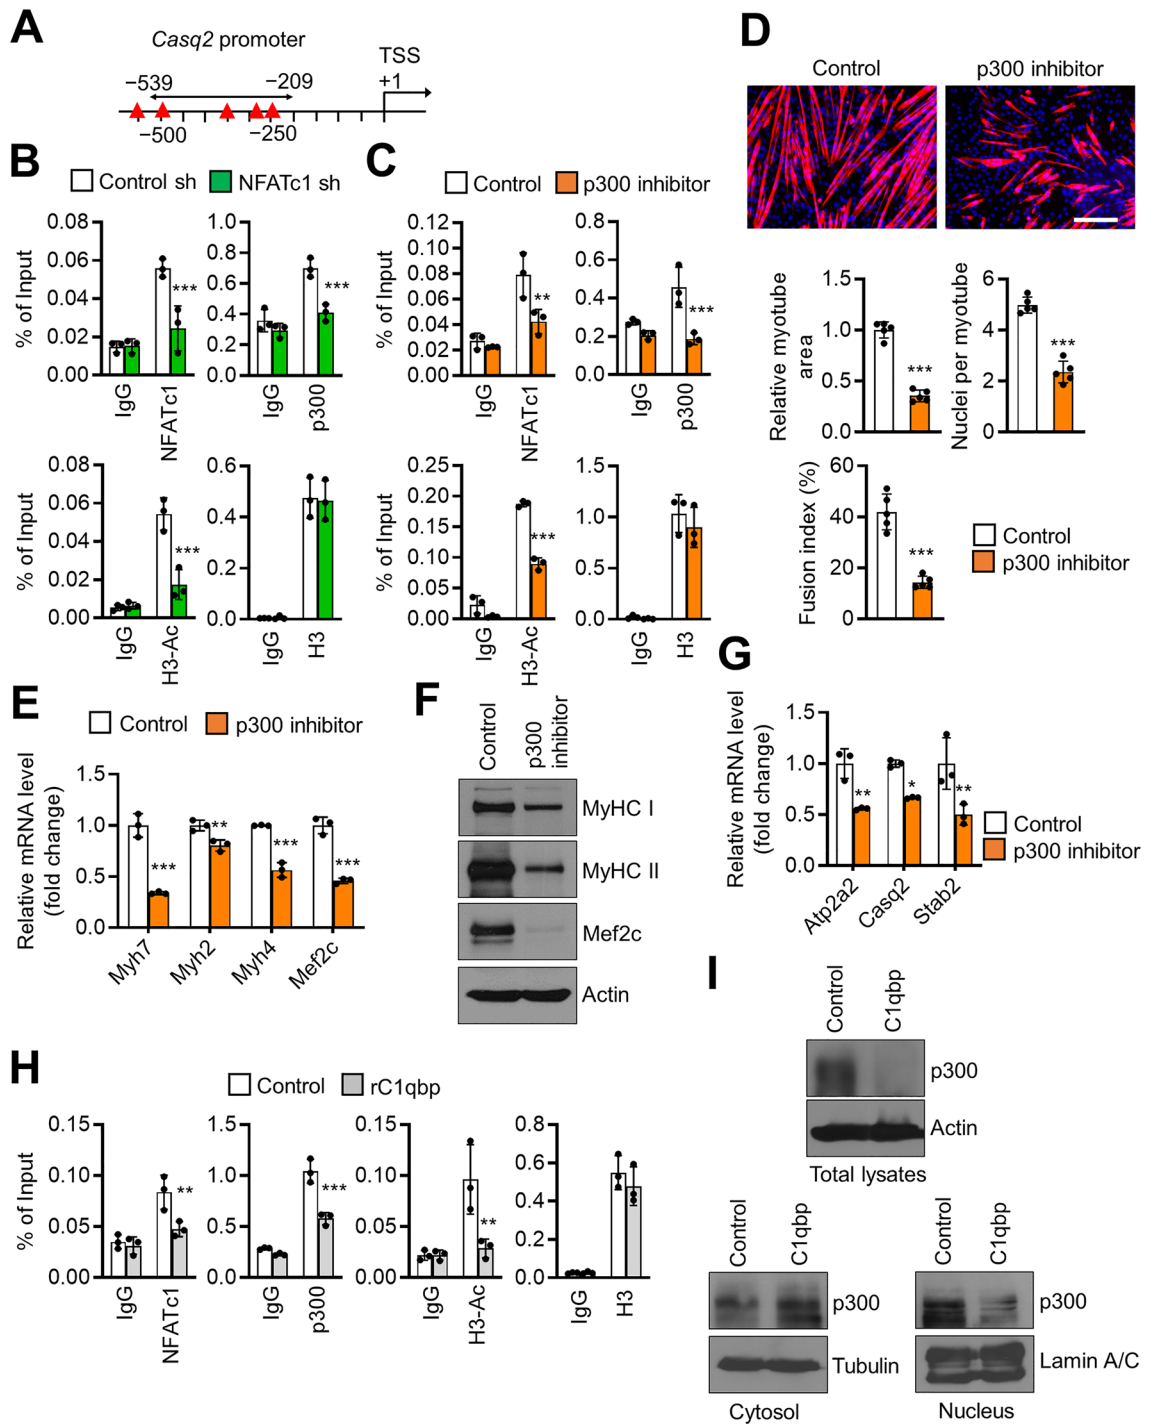 A
Casq2 promoter
TSS
−539
−209
+1
−500
−250
B
Control sh
NFATc1 sh
% of Input
0.08
0.06
0.04
0.02
0.00
IgG
NFATc1
***
1.0
0.8
0.6
0.4
0.2
0.0
IgG
p300
***
% of Input
0.08
0.06
0.04
0.02
0.00
IgG
H3-Ac
***
0.6
0.4
0.2
0.0
IgG
H3
C
Control
p300 inhibitor
% of Input
0.12
0.10
0.08
0.06
0.04
0.02
0.00
IgG
NFATc1
**
0.8
0.6
0.4
0.2
0.0
IgG
p300
***
% of Input
0.25
0.20
0.15
0.10
0.05
0.00
IgG
H3-Ac
***
1.5
1.0
0.5
0.0
IgG
H3
D
Control
p300 inhibitor
Relative myotube
area
1.5
1.0
0.5
0.0
***
Nuclei per myotube
6
4
2
0
***
Fusion index (%)
60
40
20
0
***
Control
p300 inhibitor
E
Control
p300 inhibitor
Relative mRNA level
(fold change)
1.5
1.0
0.5
0.0
***
**
***
***
Myh7
Myh2
Myh4
Mef2c
F
Control
p300
inhibitor
MyHC I
MyHC II
Mef2c
Actin
G
Relative mRNA level
(fold change)
1.5
1.0
0.5
0.0
**
*
**
Atp2a2
Casq2
Stab2
Control
p300 inhibitor
H
Control
rC1qbp
% of Input
0.15
0.10
0.05
0.00
IgG
NFATc1
**
1.5
1.0
0.5
0.0
IgG
p300
***
0.15
0.10
0.05
0.00
IgG
H3-Ac
**
0.8
0.6
0.4
0.2
0.0
IgG
H3
I
Control
C1qbp
p300
Actin
Total lysates
Control
C1qbp
p300
Tubulin
Cytosol
Control
C1qbp
p300
Lamin A/C
Nucleus